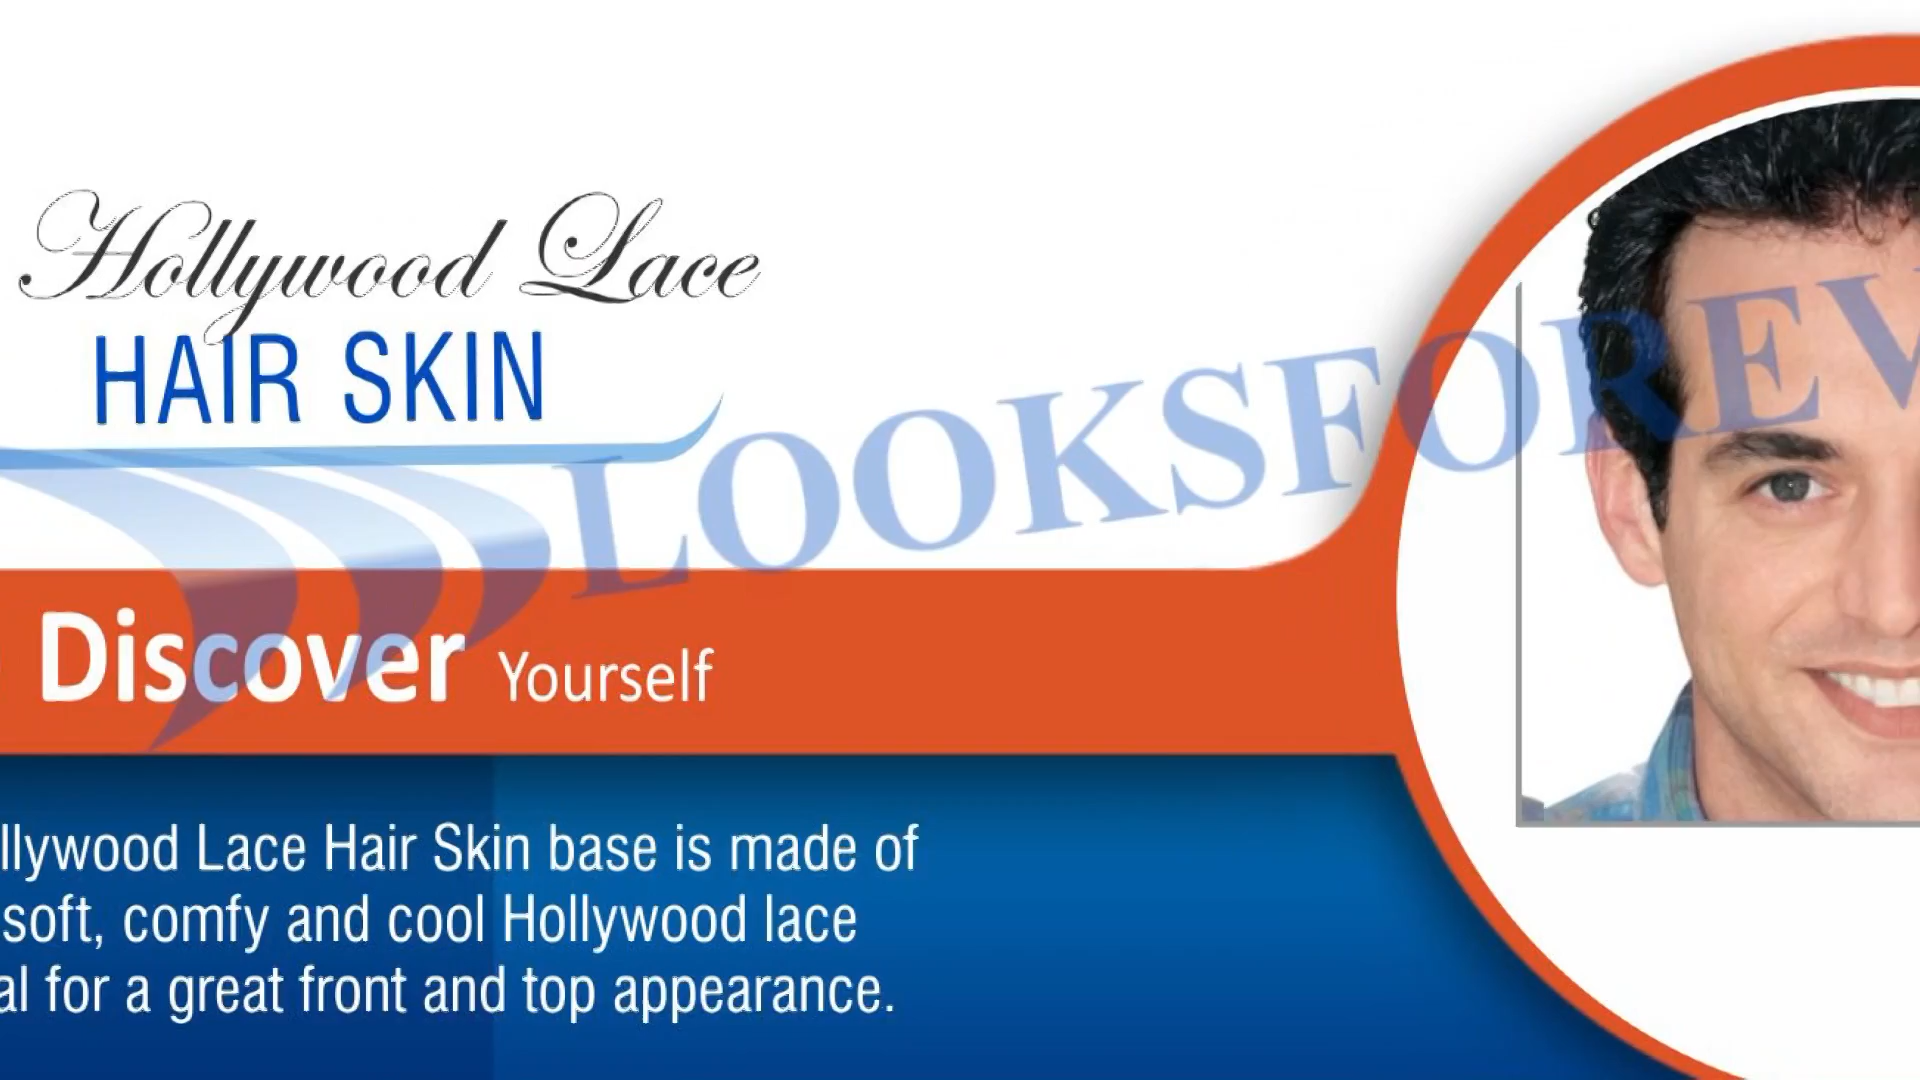 Hollywood Lace
HAIR SKIN
LOOKSFOREV
Discover Yourself
llywood Lace Hair Skin base is made of
soft, comfy and cool Hollywood lace
al for a great front and top appearance.